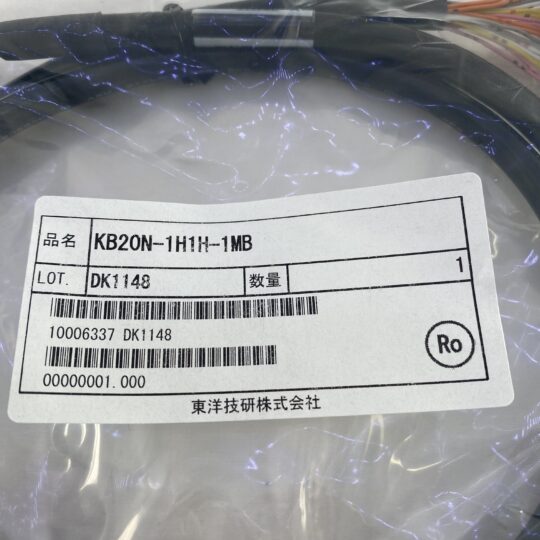 品名 KB20N-1H1H-1MB
LOT. DK1148 数量 1
10006337 DK1148
Ro
00000001.000
東洋技研株式会社